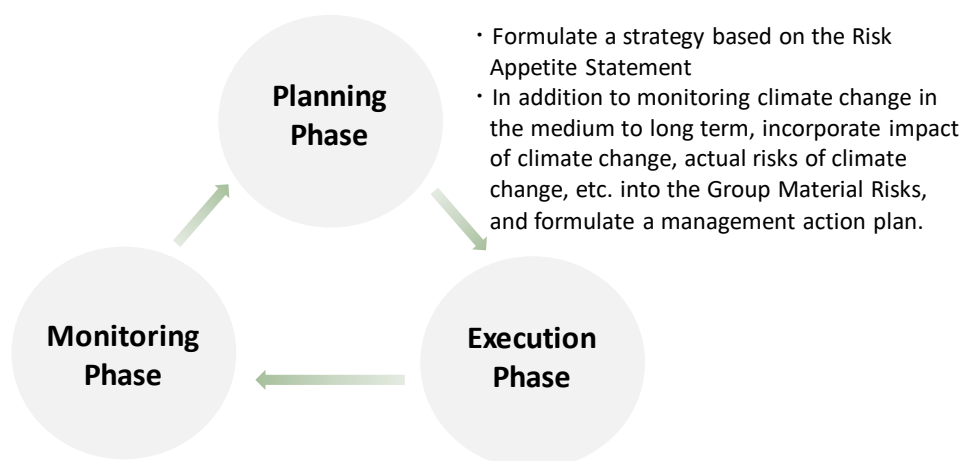 Planning
Phase
・Formulate a strategy based on the Risk
Appetite Statement
・In addition to monitoring climate change in
the medium to long term, incorporate impact
of climate change, actual risks of climate
change, etc. into the Group Material Risks,
and formulate a management action plan.
Monitoring
Phase
Execution
Phase